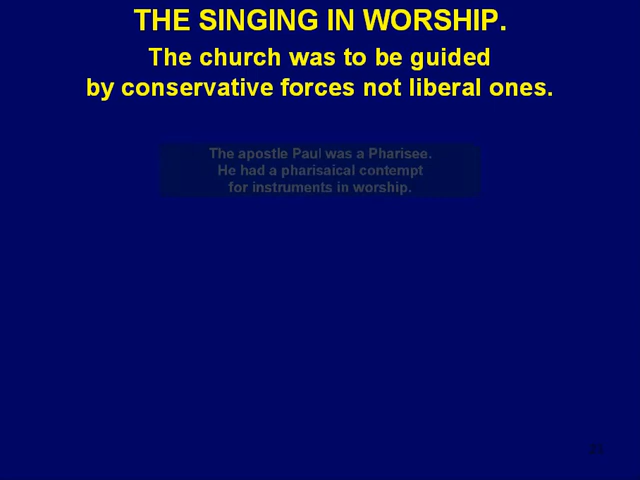 THE SINGING IN WORSHIP.
The church was to be guided
by conservative forces not liberal ones.
The apostle Paul was a Pharisee.
He had a pharisaical contempt
for instruments in worship.